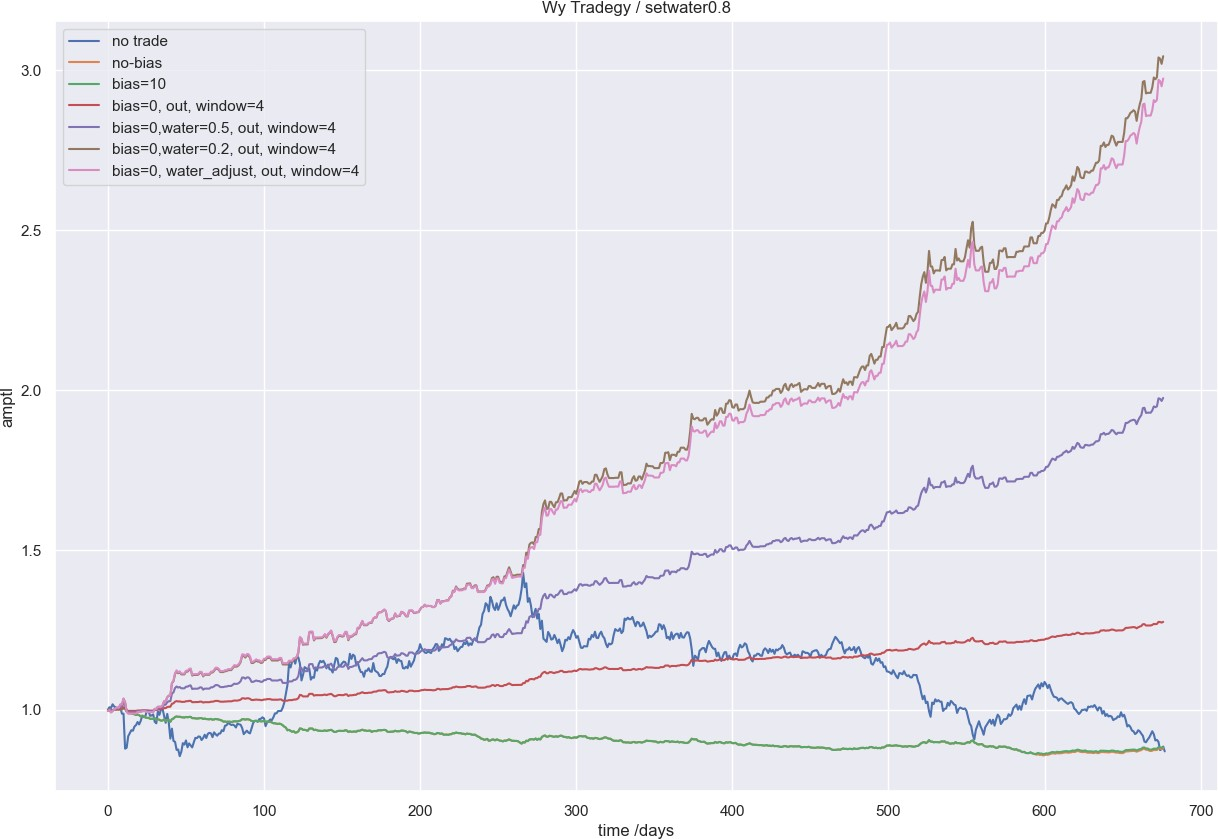 Wy Tradegy / setwater0.8
no trade
no-bias
bias=10
bias=0, out, window=4
bias=0,water=0.5, out, window=4
bias=0,water=0.2, out, window=4
bias=0, water_adjust, out, window=4
3.0
2.5
2.0
1.5
1.0
amptl
0 100 200 300 400 500 600 700
time /days